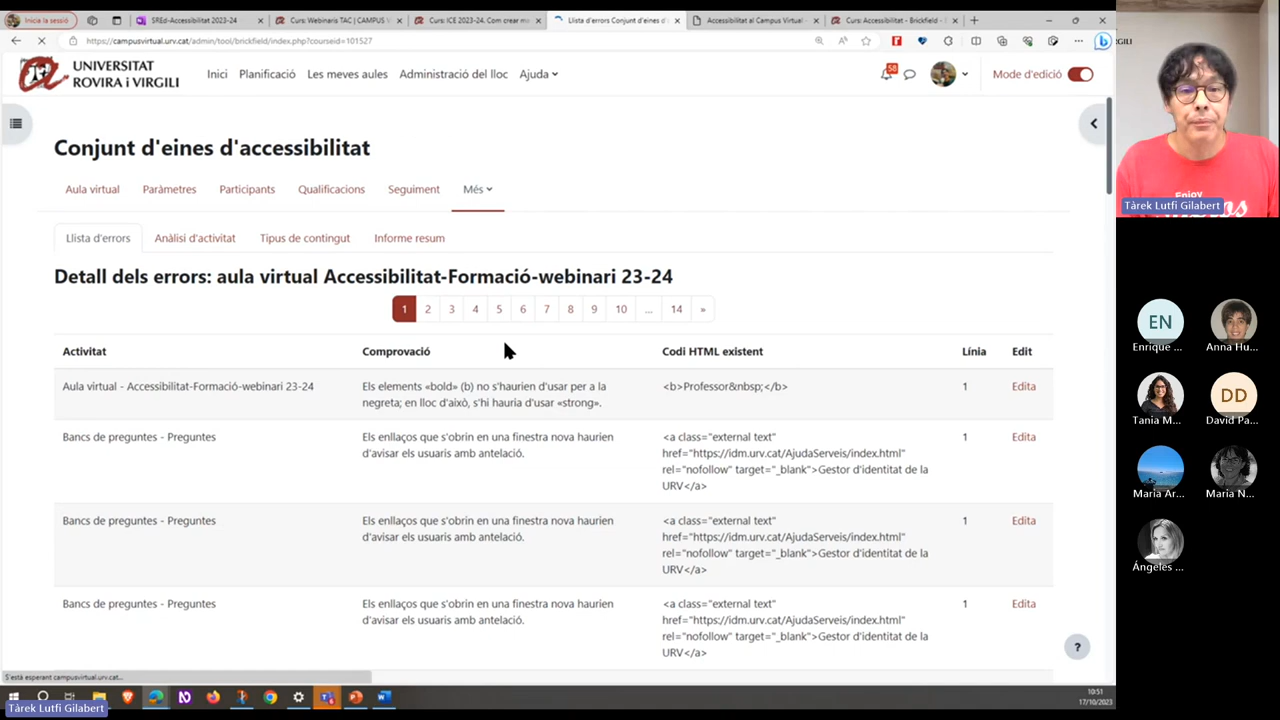 Inicia la sessió
SREd-Accessibilitat 2023-24
Curs: Webinaris TAC | CAMPUS V
Curs: ICE 2023-24. Com crear m
Llista d'errors Conjunt d'eines d'
Accessibilitat al Campus Virtual -
Curs: Accessibilitat - Brickfield
https://campusvirtual.urv.cat/admin/tool/brickfield/index.php?courseid=101527
UNIVERSITAT
ROVIRA i VIRGILI
Inici
Planificació
Les meves aules
Administració del lloc
Ajuda
58
Mode d'edició
Conjunt d'eines d'accessibilitat
Aula virtual
Paràmetres
Participants
Qualificacions
Seguiment
Més
Llista d'errors
Anàlisi d'activitat
Tipus de contingut
Informe resum
Detall dels errors: aula virtual Accessibilitat-Formació-webinari 23-24
1 2 3 4 5 6 7 8 9 10 ... 14 »
Activitat
Comprovació
Codi HTML existent
Línia
Edit
Aula virtual - Accessibilitat-Formació-webinari 23-24
Els elements «bold» (b) no s'haurien d'usar per a la
negreta; en lloc d'això, s'hi hauria d'usar «strong».
<b>Professor&nbsp;</b>
1
Edita
Bancs de preguntes - Preguntes
Els enllaços que s'obrin en una finestra nova haurien
d'avisar els usuaris amb antelació.
<a class="external text"
href="https://idm.urv.cat/AjudaServeis/index.html"
rel="nofollow" target="_blank">Gestor d'identitat de la
URV</a>
1
Edita
Bancs de preguntes - Preguntes
Els enllaços que s'obrin en una finestra nova haurien
d'avisar els usuaris amb antelació.
<a class="external text"
href="https://idm.urv.cat/AjudaServeis/index.html"
rel="nofollow" target="_blank">Gestor d'identitat de la
URV</a>
1
Edita
Bancs de preguntes - Preguntes
Els enllaços que s'obrin en una finestra nova haurien
d'avisar els usuaris amb antelació.
<a class="external text"
href="https://idm.urv.cat/AjudaServeis/index.html"
rel="nofollow" target="_blank">Gestor d'identitat de la
URV</a>
1
Edita
?
S'està esperant campusvirtual.urv.cat...
10:51
17/10/2023
Tàrek Lutfi Gilabert
GILI
Enjoy
Tàrek Lutfi Gilabert
EN
Enrique ...
Anna Hu...
Tania M...
DD
David Pa...
Maria Ar...
Maria N...
Ángeles ...